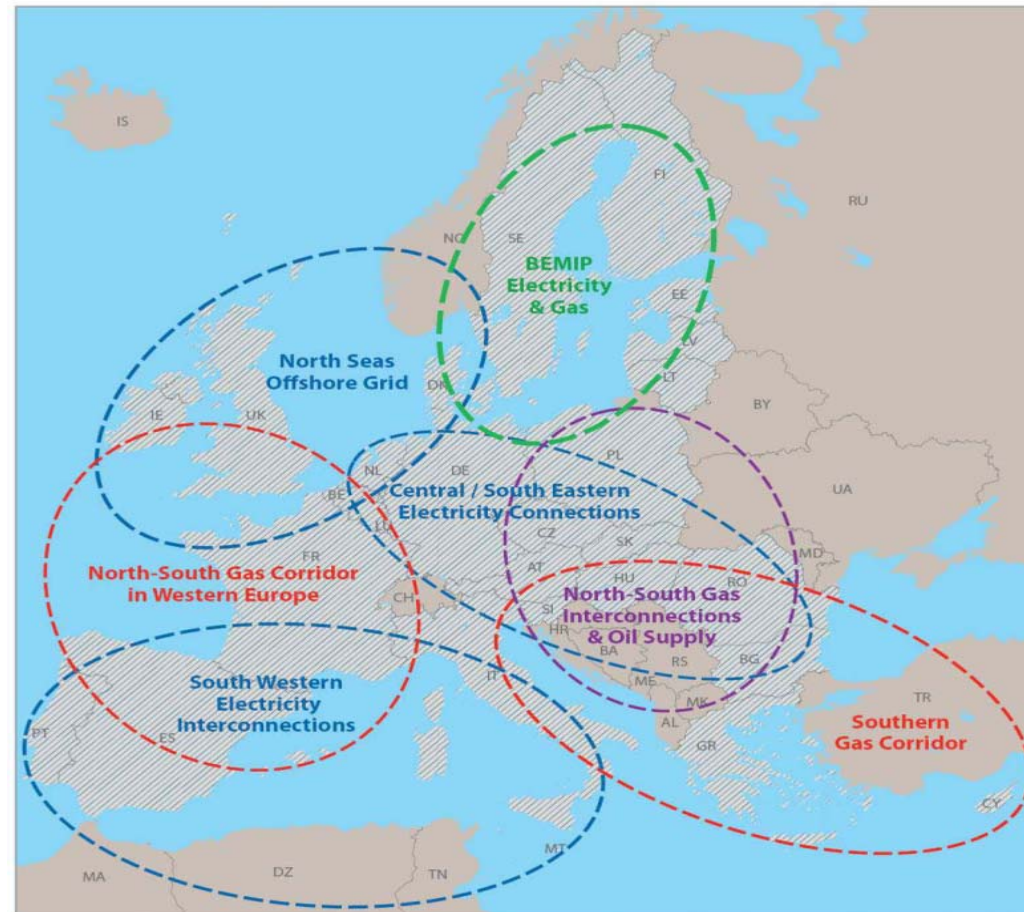 IS
FI
RU
NO
SE
BEMIP
Electricity
& Gas
EE
LV
North Seas
Offshore Grid
LT
DK
BY
IE
UK
PL
NL
DE
BE
Central / South Eastern
Electricity Connections
UA
LU
CZ
SK
MD
FR
AT
HU
RO
North-South Gas Corridor
in Western Europe
CH
North-South Gas
Interconnections
& Oil Supply
SI
HR
BA
RS
BG
IT
ME
South Western
Electricity
Interconnections
MK
TR
AL
Southern
Gas Corridor
PT
ES
GR
CY
MT
MA
DZ
TN